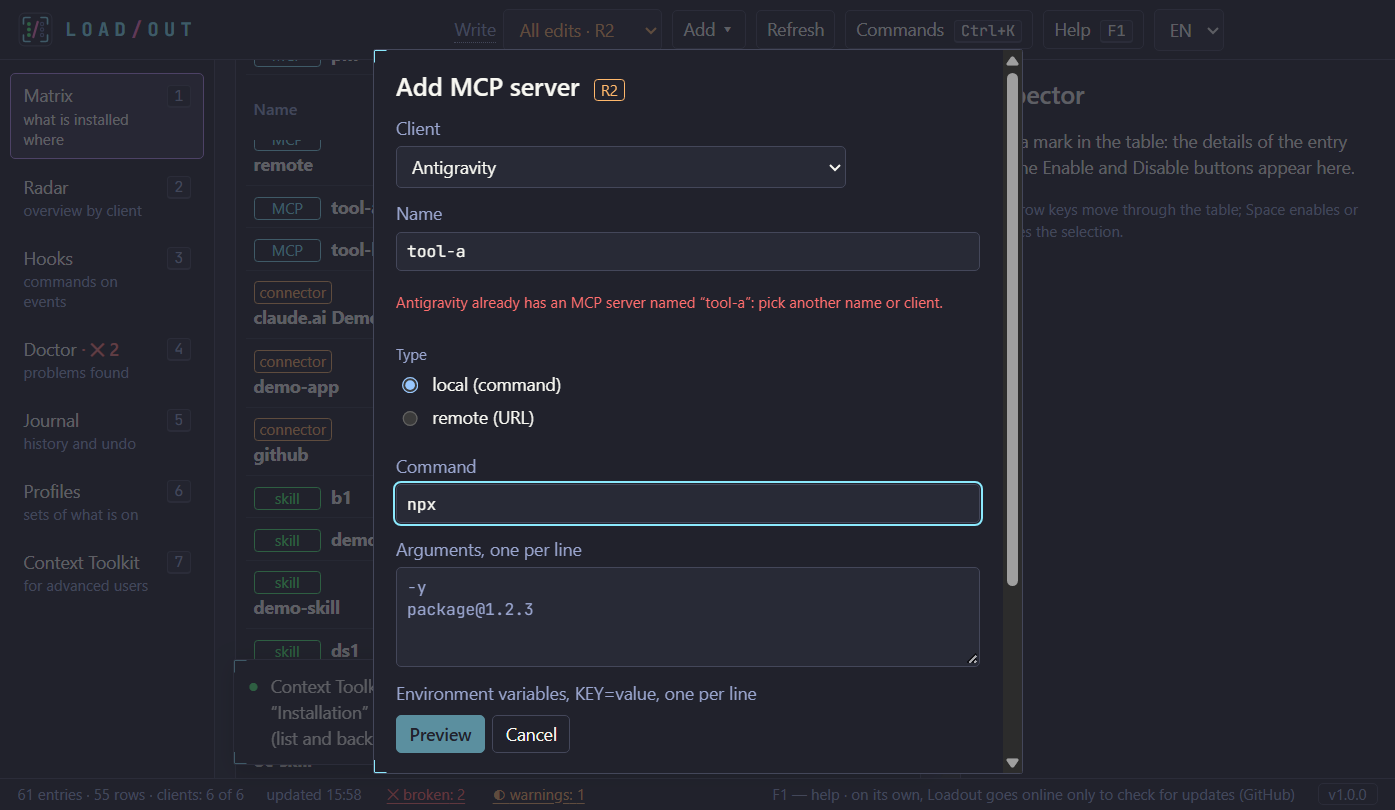 LOAD/OUT
Write
All edits · R2
Add
Refresh
Commands Ctrl+K
Help F1
EN
Matrix 1
what is installed
where
Radar 2
overview by client
Hooks 3
commands on
events
Doctor · ✕ 2 4
problems found
Journal 5
history and undo
Profiles 6
sets of what is on
Context Toolkit 7
for advanced users
Name
MCP
remote
MCP
MCP
connector
claude.ai
connector
demo-app
connector
github
skill b1
skill
skill
demo-skill
skill ds1
“Installation”
Add MCP server R2
Client
Antigravity
Name
tool-a
Antigravity already has an MCP server named “tool-a”: pick another name or client.
Type
local (command)
remote (URL)
Command
npx
Arguments, one per line
-y
package@1.2.3
Environment variables, KEY=value, one per line
Preview Cancel
a mark in the table: the details of the entry
the Enable and Disable buttons appear here.
row keys move through the table; Space enables or
the selection.
61 entries · 55 rows · clients: 6 of 6
updated 15:58
✕ broken: 2
◐ warnings: 1
F1 — help · on its own, Loadout goes online only to check for updates (GitHub)
v1.0.0